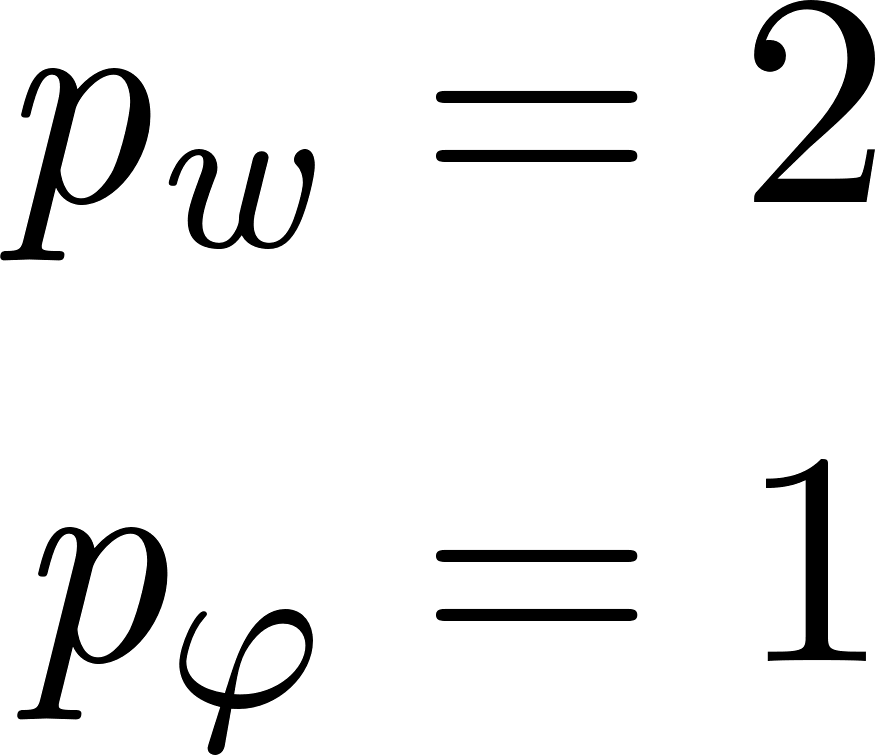 p_w = 2
p_φ = 1